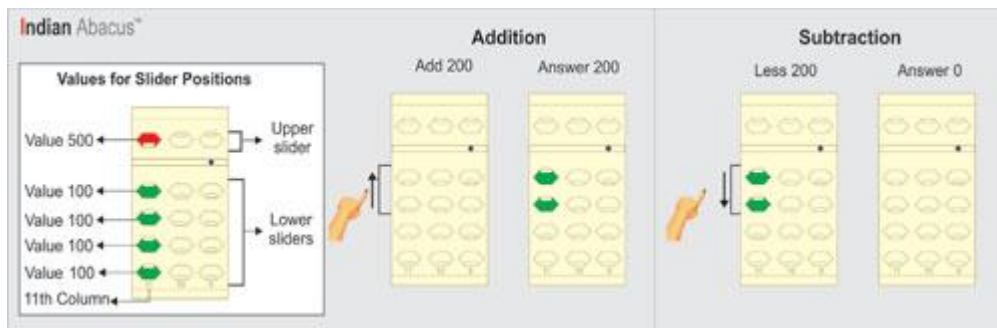 Indian Abacus™
Values for Slider Positions
Value 500
Upper
slider
Value 100
Value 100
Value 100
Value 100
Lower
sliders
11th Column
Addition
Add 200
Answer 200
Subtraction
Less 200
Answer 0